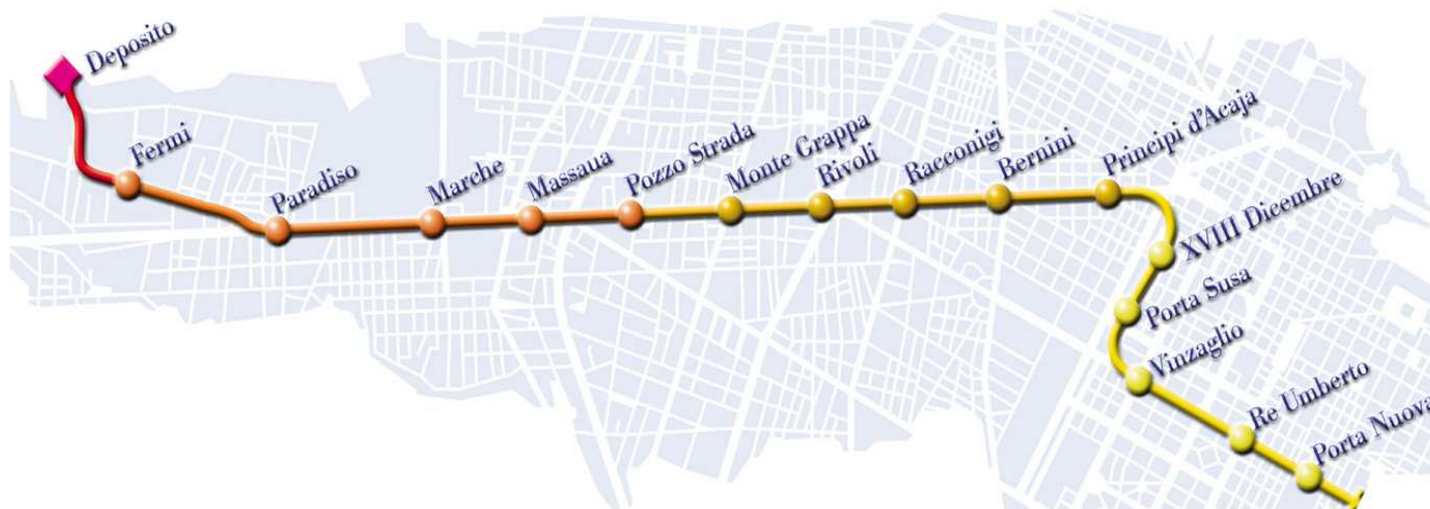 Deposito
Fermi
Paradiso
Marche
Massaua
Pozzo Strada
Monte Grappa
Rivoli
Racconigi
Bernini
Principi d'Acaja
XVIII Dicembre
Porta Susa
Vinzaglio
Re Umberto
Porta Nuova